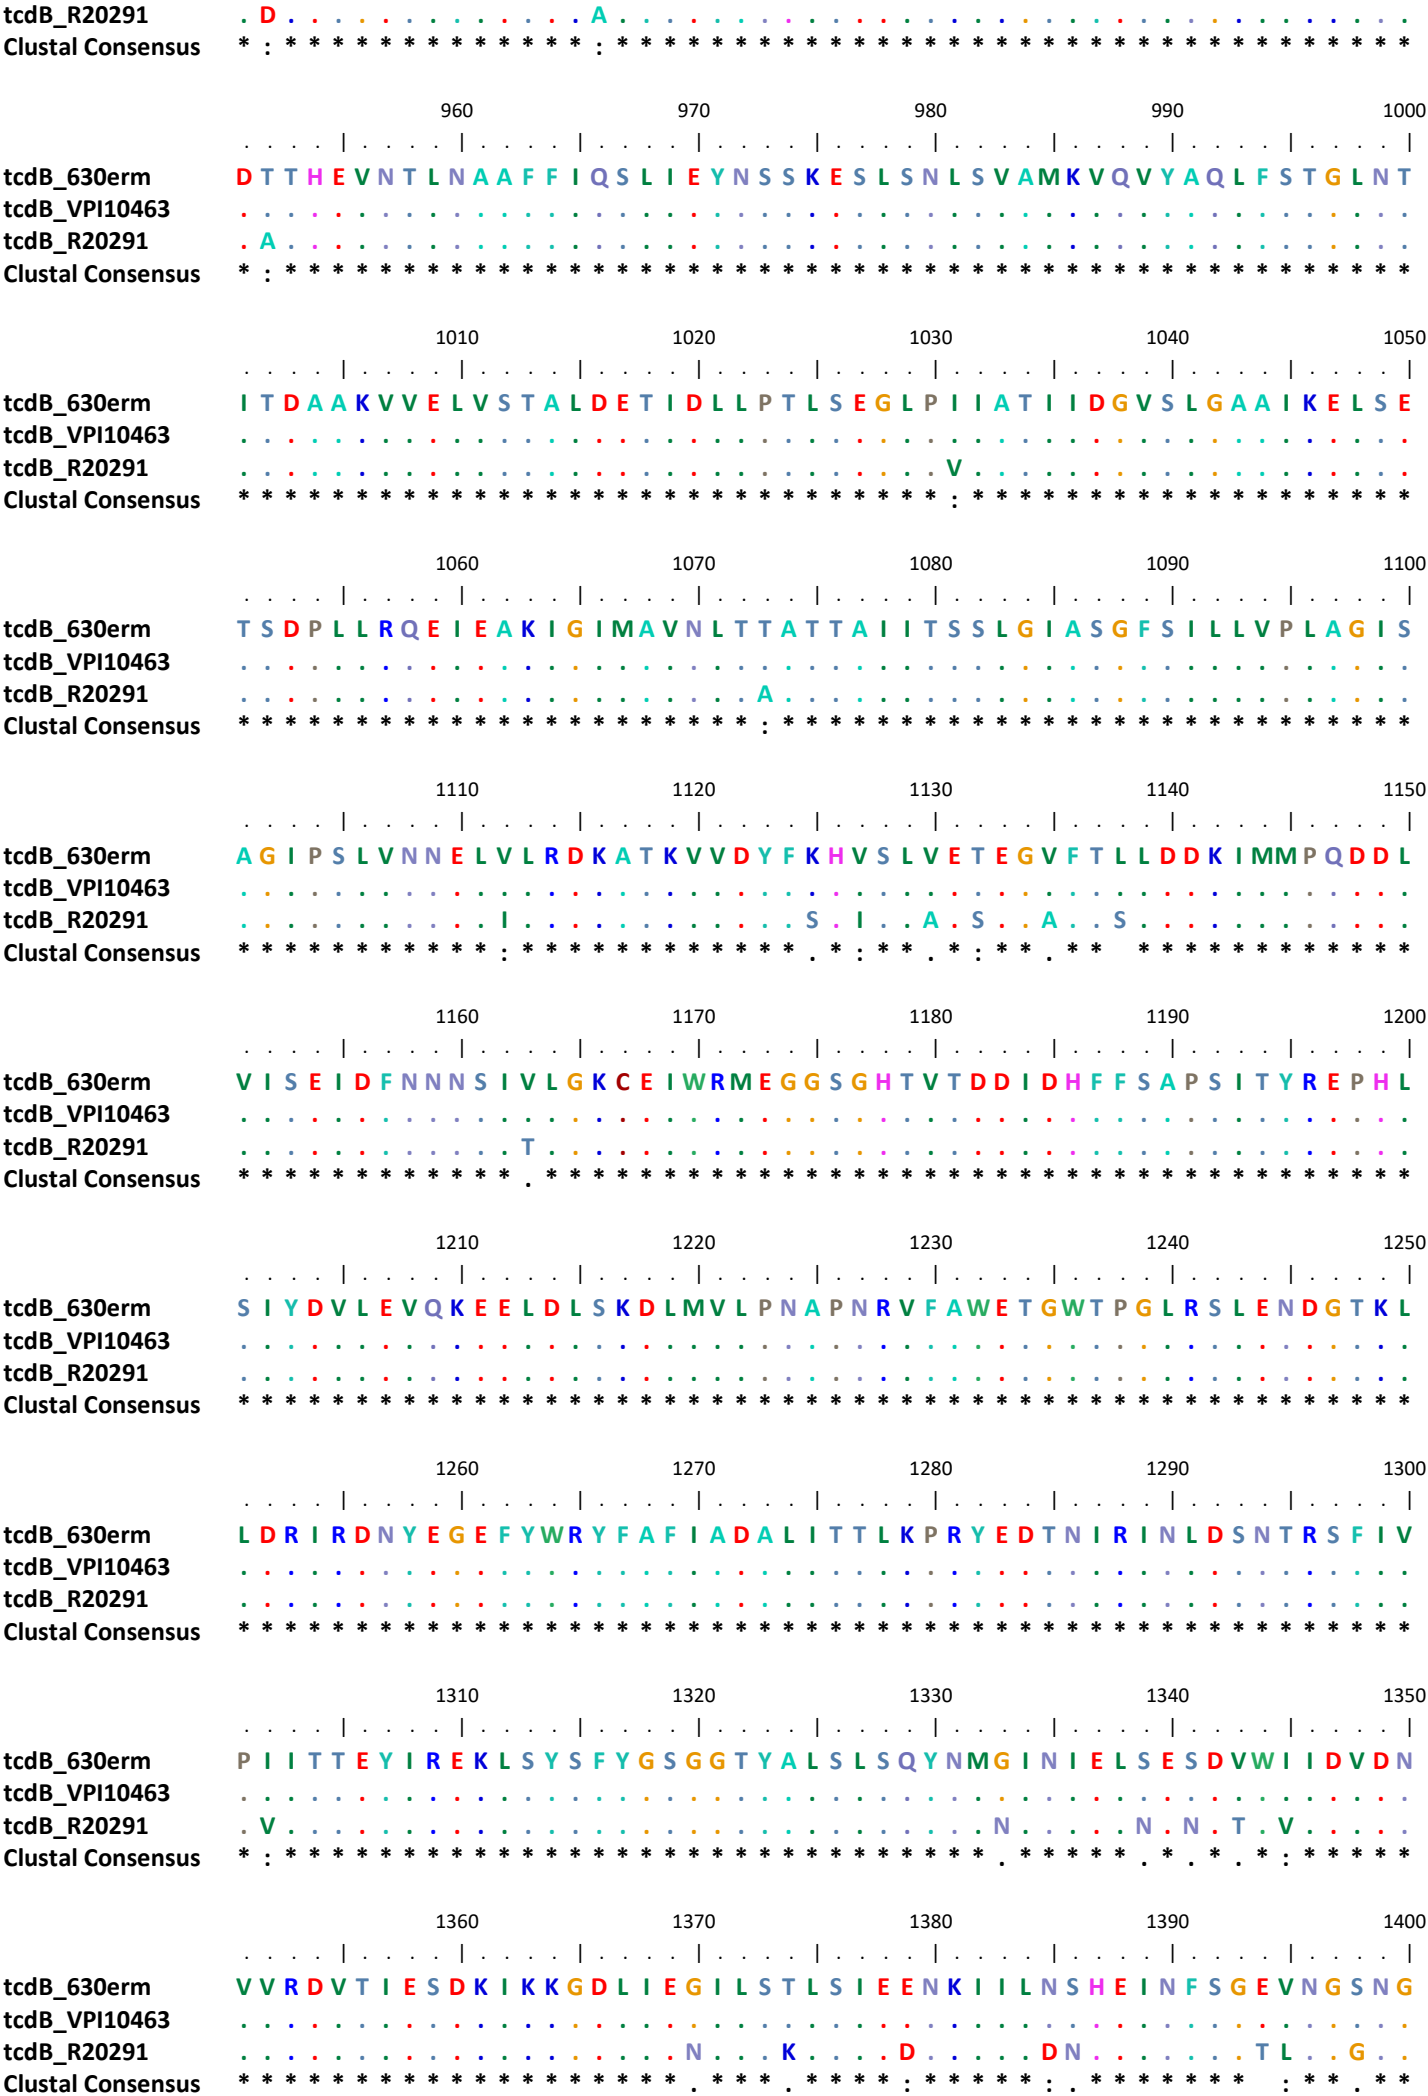 tcdB_R20291 . D . . . . . . . . . . . . . A . . . . . . . . . . . . . . . . . . . . . . . . . . . . . . . . . .
Clustal Consensus * : * * * * * * * * * * * * * : * * * * * * * * * * * * * * * * * * * * * * * * * * * * * * * * * *
960 970 980 990 1000
. . . . | . . . . | . . . . | . . . . | . . . . | . . . . | . . . . | . . . . | . . . . | . . . . |
tcdB_630erm D T T H E V N T L N A A F F I Q S L I E Y N S S K E S L S N L S V A M K V Q V Y A Q L F S T G L N T
tcdB_VPI10463 . . . . . . . . . . . . . . . . . . . . . . . . . . . . . . . . . . . . . . . . . . . . . . . . . .
tcdB_R20291 . A . . . . . . . . . . . . . . . . . . . . . . . . . . . . . . . . . . . . . . . . . . . . . . . .
Clustal Consensus * : * * * * * * * * * * * * * * * * * * * * * * * * * * * * * * * * * * * * * * * * * * * * * * * *
1010 1020 1030 1040 1050
. . . . | . . . . | . . . . | . . . . | . . . . | . . . . | . . . . | . . . . | . . . . | . . . . |
tcdB_630erm I T D A A K V V E L V S T A L D E T I D L L P T L S E G L P I I A T I I D G V S L G A A I K E L S E
tcdB_VPI10463 . . . . . . . . . . . . . . . . . . . . . . . . . . . . . . . . . . . . . . . . . . . . . . . . . .
tcdB_R20291 . . . . . . . . . . . . . . . . . . . . . . . . . . . . . . V . . . . . . . . . . . . . . . . . . .
Clustal Consensus * * * * * * * * * * * * * * * * * * * * * * * * * * * * * * : * * * * * * * * * * * * * * * * * * *
1060 1070 1080 1090 1100
. . . . | . . . . | . . . . | . . . . | . . . . | . . . . | . . . . | . . . . | . . . . | . . . . |
tcdB_630erm T S D P L L R Q E I E A K I G I M A V N L T T A T T A I I T S S L G I A S G F S I L L V P L A G I S
tcdB_VPI10463 . . . . . . . . . . . . . . . . . . . . . . . . . . . . . . . . . . . . . . . . . . . . . . . . . .
tcdB_R20291 . . . . . . . . . . . . . . . . . . . . . . A . . . . . . . . . . . . . . . . . . . . . . . . . . .
Clustal Consensus * * * * * * * * * * * * * * * * * * * * * * : * * * * * * * * * * * * * * * * * * * * * * * * * * *
1110 1120 1130 1140 1150
. . . . | . . . . | . . . . | . . . . | . . . . | . . . . | . . . . | . . . . | . . . . | . . . . |
tcdB_630erm A G I P S L V N N E L V L R D K A T K V V D Y F K H V S L V E T E G V F T L L D D K I M M P Q D D L
tcdB_VPI10463 . . . . . . . . . . . . . . . . . . . . . . . . . . . . . . . . . . . . . . . . . . . . . . . . . .
tcdB_R20291 . . . . . . . . . . . I . . . . . . . . . . . . S . I . . A . S . . A . . S . . . . . . . . . . . .
Clustal Consensus * * * * * * * * * * * : * * * * * * * * * * * * . * : * * . * : * * . * *   * * * * * * * * * * * *
1160 1170 1180 1190 1200
. . . . | . . . . | . . . . | . . . . | . . . . | . . . . | . . . . | . . . . | . . . . | . . . . |
tcdB_630erm V I S E I D F N N N S I V L G K C E I W R M E G G S G H T V T D D I D H F F S A P S I T Y R E P H L
tcdB_VPI10463 . . . . . . . . . . . . . . . . . . . . . . . . . . . . . . . . . . . . . . . . . . . . . . . . . .
tcdB_R20291 . . . . . . . . . . . . T . . . . . . . . . . . . . . . . . . . . . . . . . . . . . . . . . . . . .
Clustal Consensus * * * * * * * * * * * * . * * * * * * * * * * * * * * * * * * * * * * * * * * * * * * * * * * * * *
1210 1220 1230 1240 1250
. . . . | . . . . | . . . . | . . . . | . . . . | . . . . | . . . . | . . . . | . . . . | . . . . |
tcdB_630erm S I Y D V L E V Q K E E L D L S K D L M V L P N A P N R V F A W E T G W T P G L R S L E N D G T K L
tcdB_VPI10463 . . . . . . . . . . . . . . . . . . . . . . . . . . . . . . . . . . . . . . . . . . . . . . . . . .
tcdB_R20291 . . . . . . . . . . . . . . . . . . . . . . . . . . . . . . . . . . . . . . . . . . . . . . . . . .
Clustal Consensus * * * * * * * * * * * * * * * * * * * * * * * * * * * * * * * * * * * * * * * * * * * * * * * * * *
1260 1270 1280 1290 1300
. . . . | . . . . | . . . . | . . . . | . . . . | . . . . | . . . . | . . . . | . . . . | . . . . |
tcdB_630erm L D R I R D N Y E G E F Y W R Y F A F I A D A L I T T L K P R Y E D T N I R I N L D S N T R S F I V
tcdB_VPI10463 . . . . . . . . . . . . . . . . . . . . . . . . . . . . . . . . . . . . . . . . . . . . . . . . . .
tcdB_R20291 . . . . . . . . . . . . . . . . . . . . . . . . . . . . . . . . . . . . . . . . . . . . . . . . . .
Clustal Consensus * * * * * * * * * * * * * * * * * * * * * * * * * * * * * * * * * * * * * * * * * * * * * * * * * *
1310 1320 1330 1340 1350
. . . . | . . . . | . . . . | . . . . | . . . . | . . . . | . . . . | . . . . | . . . . | . . . . |
tcdB_630erm P I I T T E Y I R E K L S Y S F Y G S G G T Y A L S L S Q Y N M G I N I E L S E S D V W I I D V D N
tcdB_VPI10463 . . . . . . . . . . . . . . . . . . . . . . . . . . . . . . . . . . . . . . . . . . . . . . . . . .
tcdB_R20291 . V . . . . . . . . . . . . . . . . . . . . . . . . . . . . . . N . . . . . N . N . T . V . . . . .
Clustal Consensus * : * * * * * * * * * * * * * * * * * * * * * * * * * * * * * * . * * * * * . * . * . * : * * * * *
1360 1370 1380 1390 1400
. . . . | . . . . | . . . . | . . . . | . . . . | . . . . | . . . . | . . . . | . . . . | . . . . |
tcdB_630erm V V R D V T I E S D K I K K G D L I E G I L S T L S I E E N K I I L N S H E I N F S G E V N G S N G
tcdB_VPI10463 . . . . . . . . . . . . . . . . . . . . . . . . . . . . . . . . . . . . . . . . . . . . . . . . . .
tcdB_R20291 . . . . . . . . . . . . . . . . . . . N . . . K . . . . D . . . . . D N . . . . . . . T L . . G . .
Clustal Consensus * * * * * * * * * * * * * * * * * * * . * * * . * * * * : * * * * * : . * * * * * * *   : * * . * *